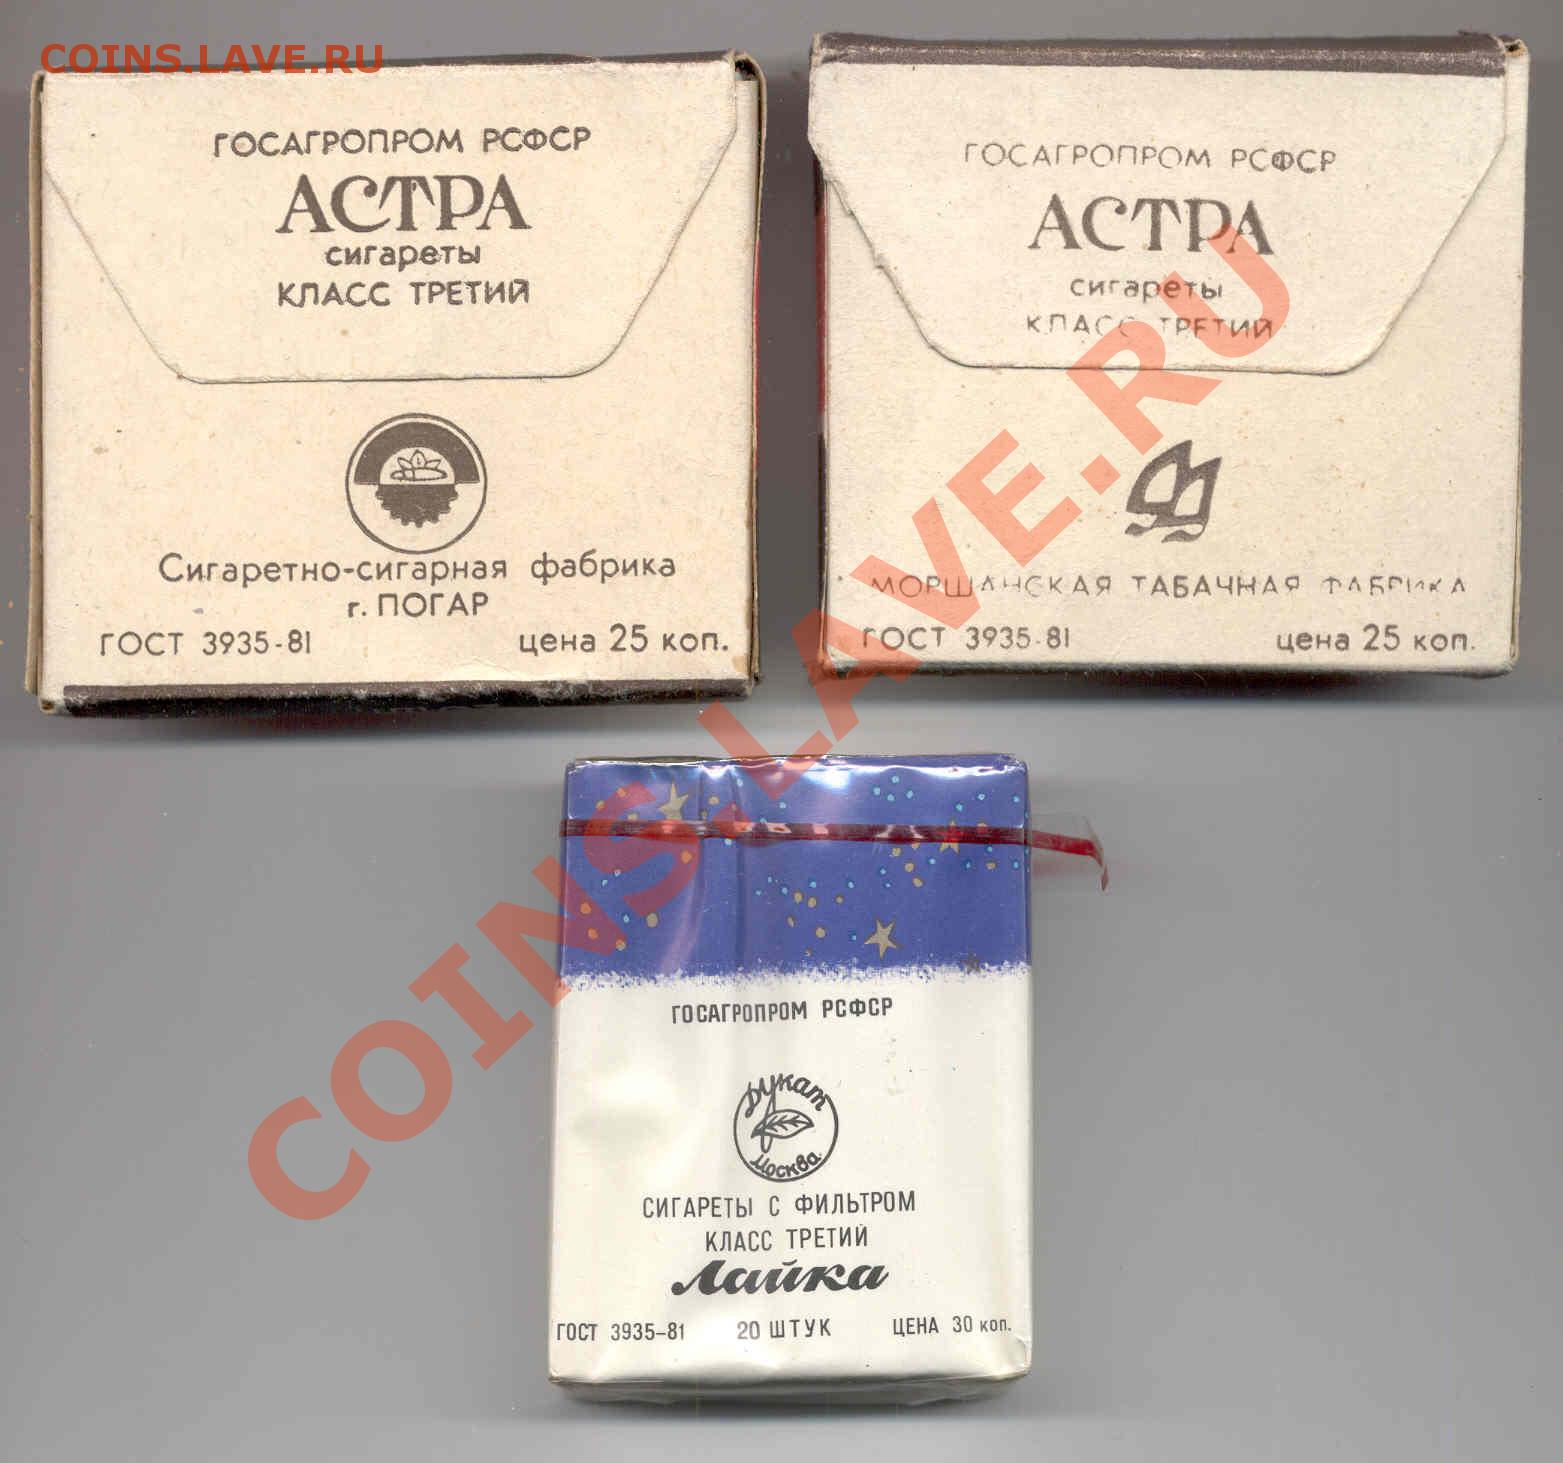 COINS.LAVE.RU
ГОСАГРОПРОМ РСФСР
АСТРА
сигареты
КЛАСС ТРЕТИЙ
Сигаретно-сигарная фабрика
г. ПОГАР
ГОСТ 3935-81 цена 25 коп.
ГОСАГРОПРОМ РСФСР
АСТРА
сигареты
КЛАСС ТРЕТИЙ
МОРШАНСКАЯ ТАБАЧНАЯ ФАБРИКА
ГОСТ 3935-81 цена 25 коп.
ГОСАГРОПРОМ РСФСР
Дукат
Москва
СИГАРЕТЫ С ФИЛЬТРОМ
КЛАСС ТРЕТИЙ
Лайка
ГОСТ 3935-81 20 ШТУК ЦЕНА 30 коп.
COINS.LAVE.RU